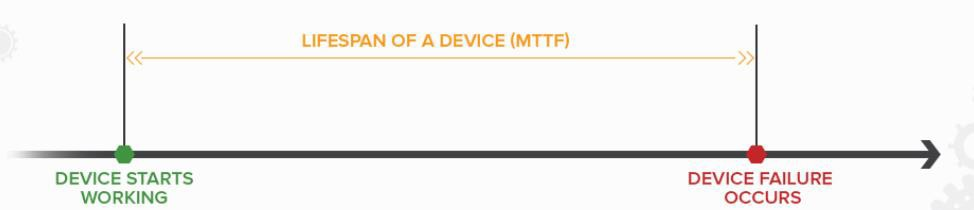 LIFESPAN OF A DEVICE (MTTF)
DEVICE STARTS
WORKING
DEVICE FAILURE
OCCURS